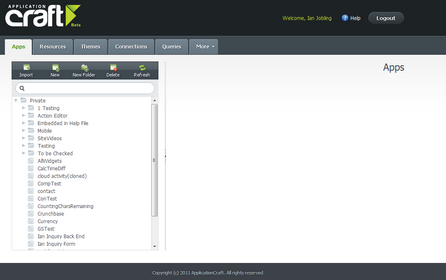 APPLICATION
craft
Beta
Welcome, Ian Jobling
Help
Logout
Apps
Resources
Themes
Connections
Queries
More
Import
New
New Folder
Delete
Refresh
Apps
Private
1 Testing
Action Editor
Embedded in Help File
Mobile
SiteVideos
Testing
To be Checked
AllWidgets
CalcTimeDiff
cloud activity(cloned)
CompTest
contact
ConTest
CountingCharsRemaining
Crunchbase
Currency
GSTest
Ian Inquiry Back End
Ian Inquiry Form
Copyright (c) 2011 ApplicationCraft. All rights reserved